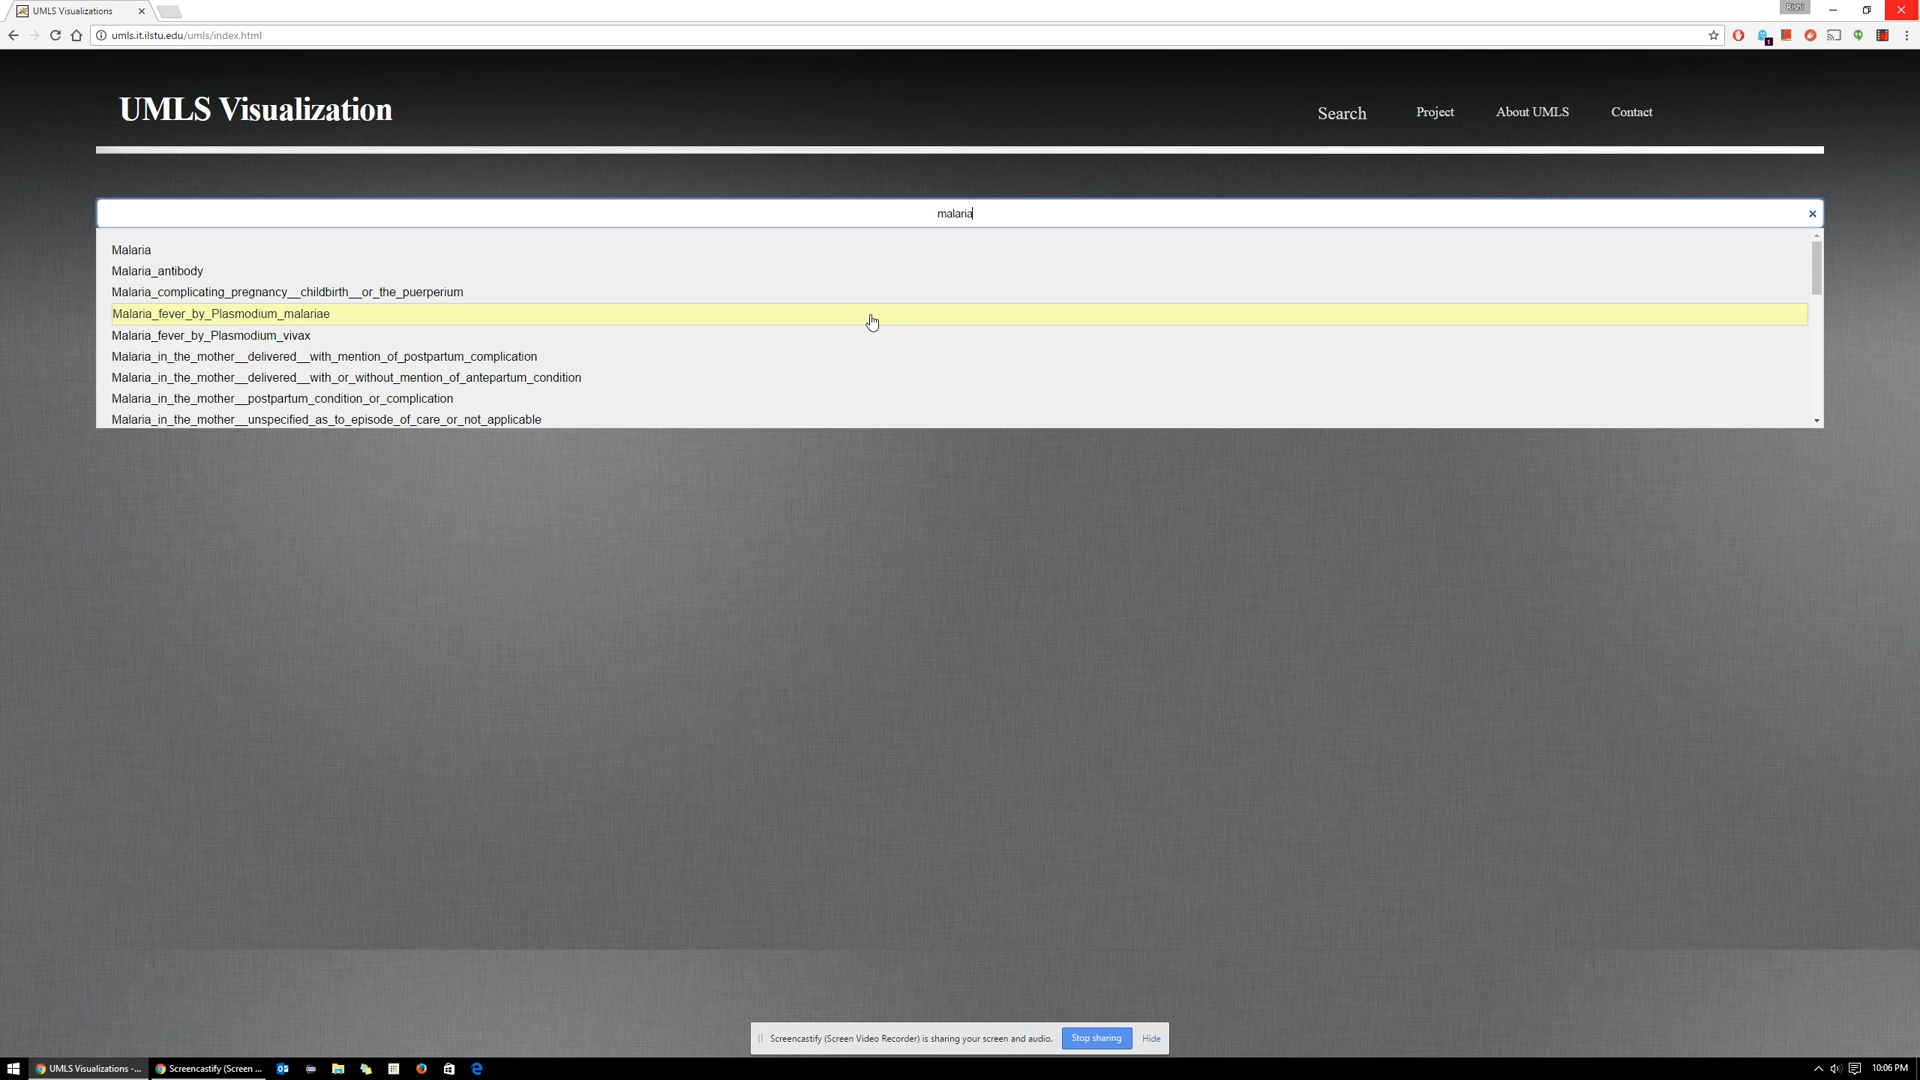 UMLS Visualizations
Rishi
umls.it.ilstu.edu/umls/index.html
UMLS Visualization
Search
Project
About UMLS
Contact
malaria
Malaria
Malaria_antibody
Malaria_complicating_pregnancy__childbirth__or_the_puerperium
Malaria_fever_by_Plasmodium_malariae
Malaria_fever_by_Plasmodium_vivax
Malaria_in_the_mother__delivered__with_mention_of_postpartum_complication
Malaria_in_the_mother__delivered__with_or_without_mention_of_antepartum_condition
Malaria_in_the_mother__postpartum_condition_or_complication
Malaria_in_the_mother__unspecified_as_to_episode_of_care_or_not_applicable
Screencastify (Screen Video Recorder) is sharing your screen and audio.
Stop sharing
Hide
UMLS Visualizations -...
Screencastify (Screen ...
10:06 PM